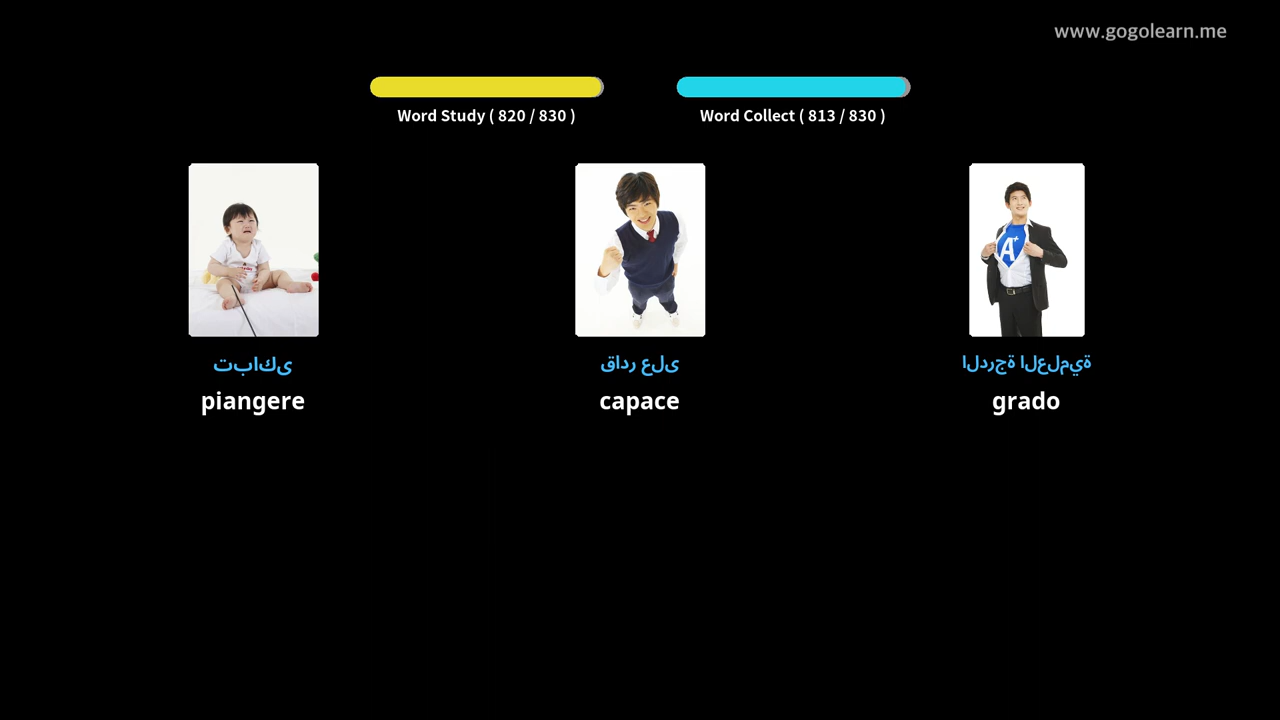 www.gogolearn.me
Word Study ( 820 / 830 )
Word Collect ( 813 / 830 )
A+
تباكى
قادر على
الدرجة العلمية
piangere
capace
grado